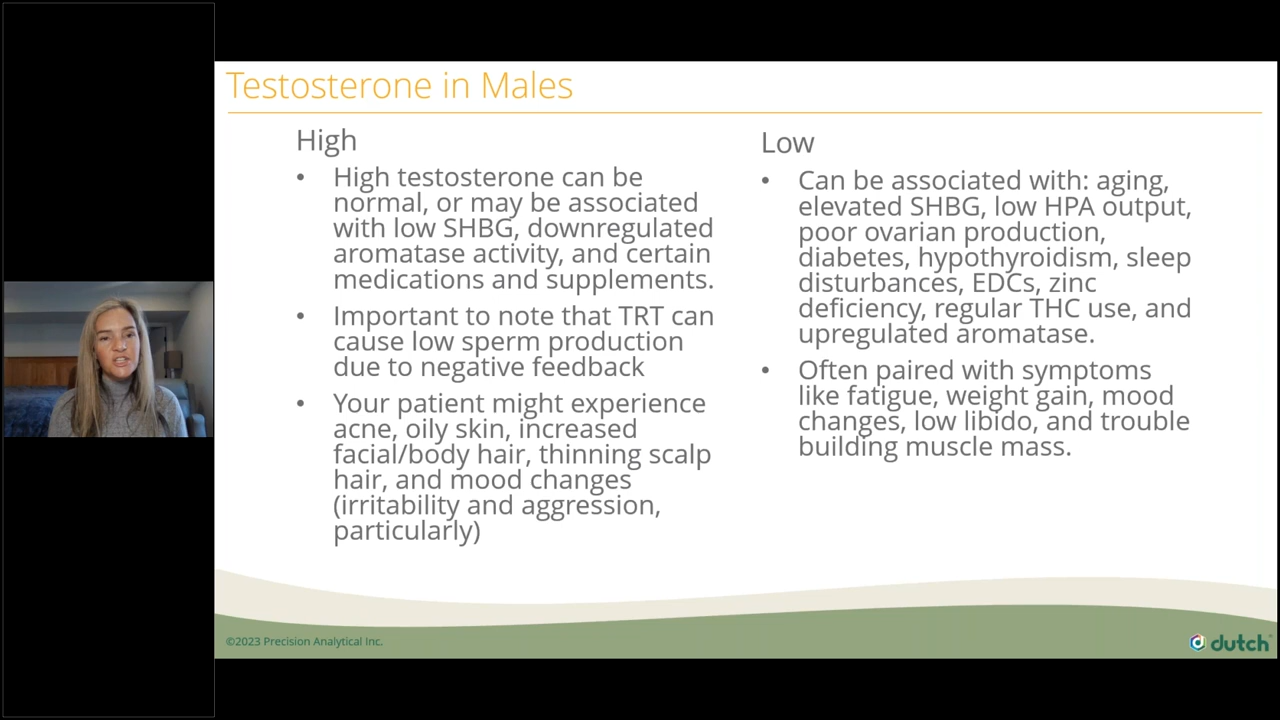 Testosterone in Males
High
• High testosterone can be
normal, or may be associated
with low SHBG, downregulated
aromatase activity, and certain
medications and supplements.
• Important to note that TRT can
cause low sperm production
due to negative feedback
• Your patient might experience
acne, oily skin, increased
facial/body hair, thinning scalp
hair, and mood changes
(irritability and aggression,
particularly)
Low
• Can be associated with: aging,
elevated SHBG, low HPA output,
poor ovarian production,
diabetes, hypothyroidism, sleep
disturbances, EDCs, zinc
deficiency, regular THC use, and
upregulated aromatase.
• Often paired with symptoms
like fatigue, weight gain, mood
changes, low libido, and trouble
building muscle mass.
©2023 Precision Analytical Inc.
dutch